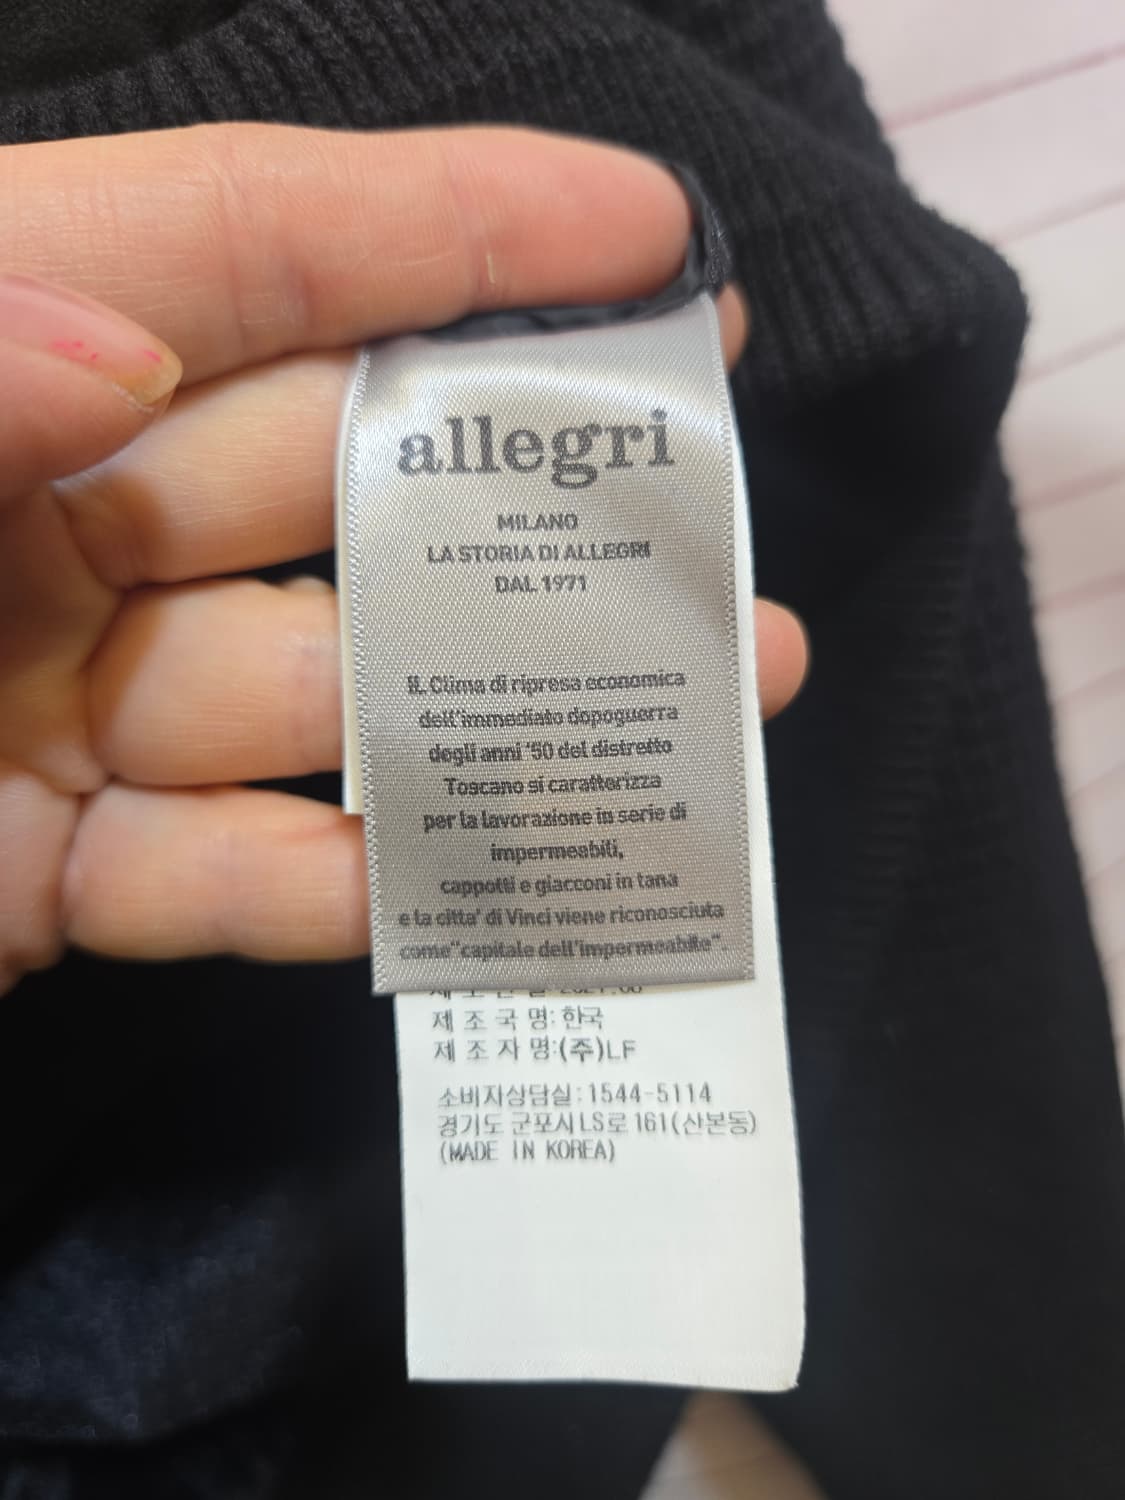 allegri
MILANO
LA STORIA DI ALLEGRI
DAL 1971
IL Clima di ripresa economica
dell'immediato dopoguerra
degli anni '50 del distretto
Toscano si caratterizza
per la lavorazione in serie di
impermeabili,
cappotti e giacconi in tana
e la citta' di Vinci viene riconosciuta
come"capitale dell'impermeabile".
제 조 국 명: 한국
제 조 자 명:(주)LF
소비자상담실:1544-5114
경기도 군포시 LS로 161(산본동)
(MADE IN KOREA)